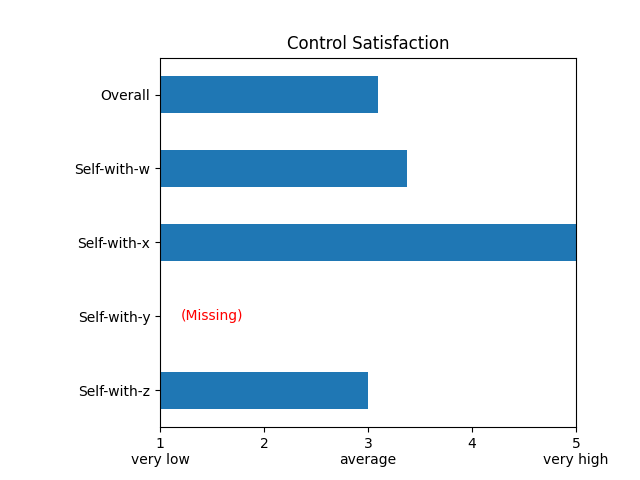 Control Satisfaction
Overall
Self-with-w
Self-with-x
Self-with-y
(Missing)
Self-with-z
1 2 3 4 5
very low average very high